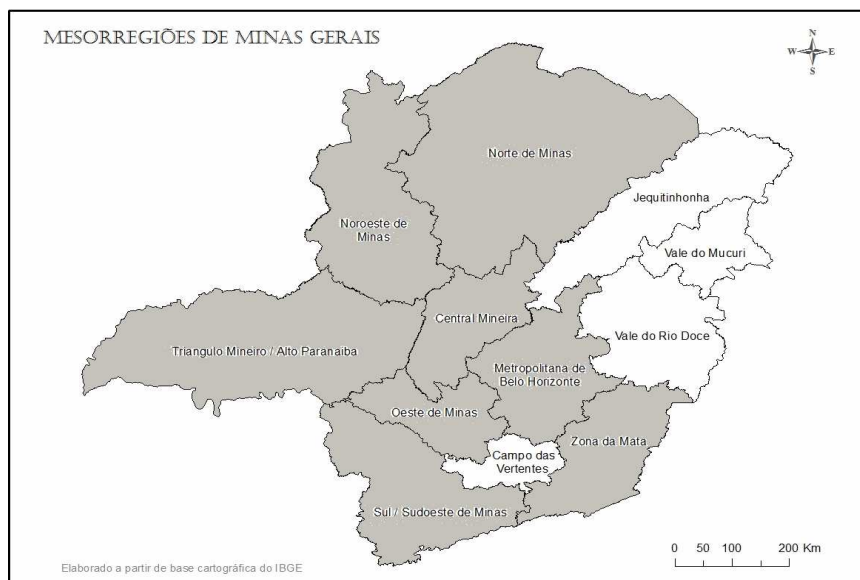 MESORREGIÕES DE MINAS GERAIS
N
W E
S
Norte de Minas
Jequitinhonha
Noroeste de
Minas
Vale do Mucuri
Central Mineira
Vale do Rio Doce
Triangulo Mineiro / Alto Paranaíba
Metropolitana de
Belo Horizonte
Oeste de Minas
Zona da Mata
Campo das
Vertentes
Sul / Sudoeste de Minas
0 50 100 200 Km
Elaborado a partir de base cartográfica do IBGE